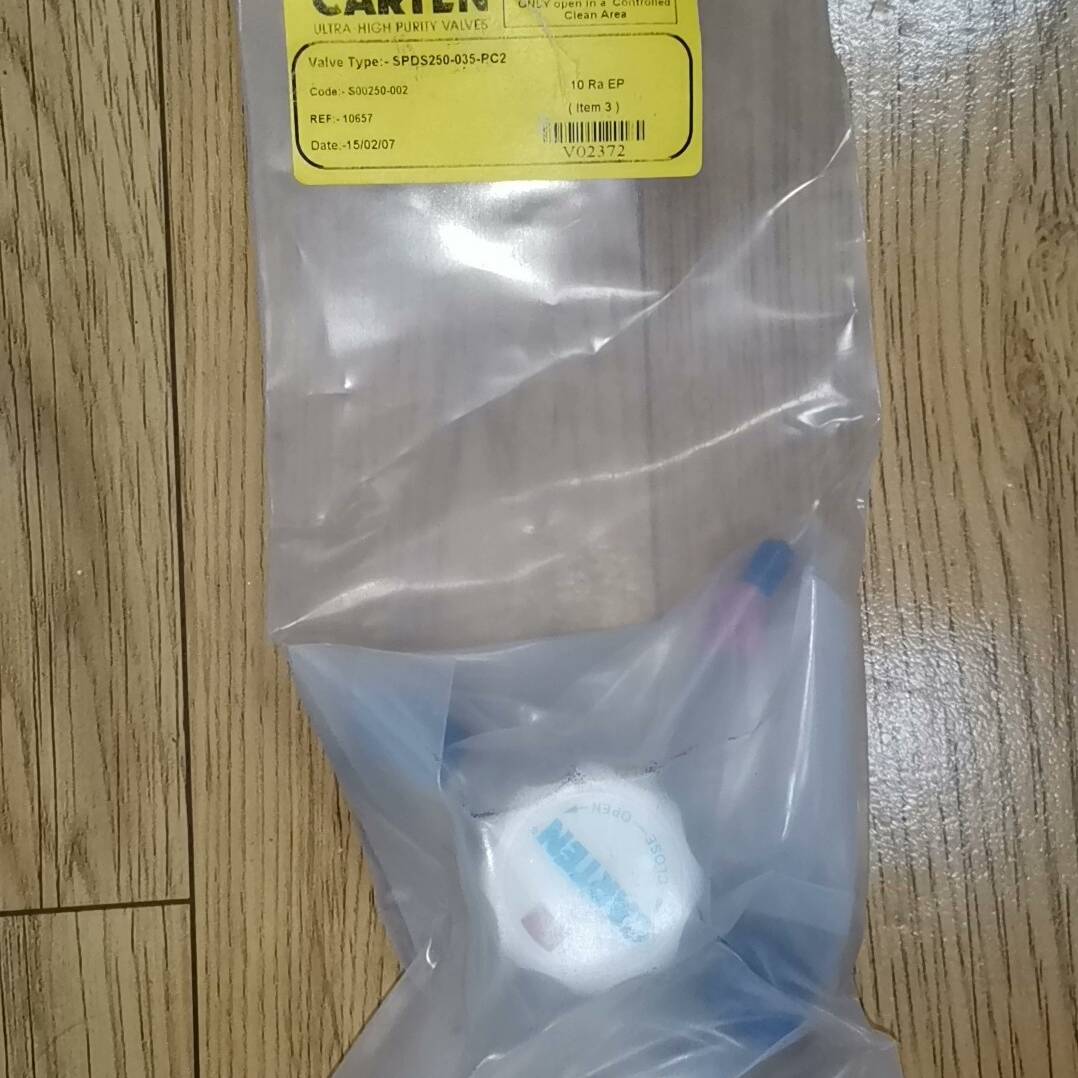 CARTEN
ULTRA-HIGH PURITY VALVES
ONLY open in a Controlled
Clean Area
Valve Type:- SPDS250-035-PC2
Code:- S00250-002
10 Ra EP
( Item 3 )
REF:- 10657
Date.-15/02/07
V02372
OPEN
CLOSE
CARTEN